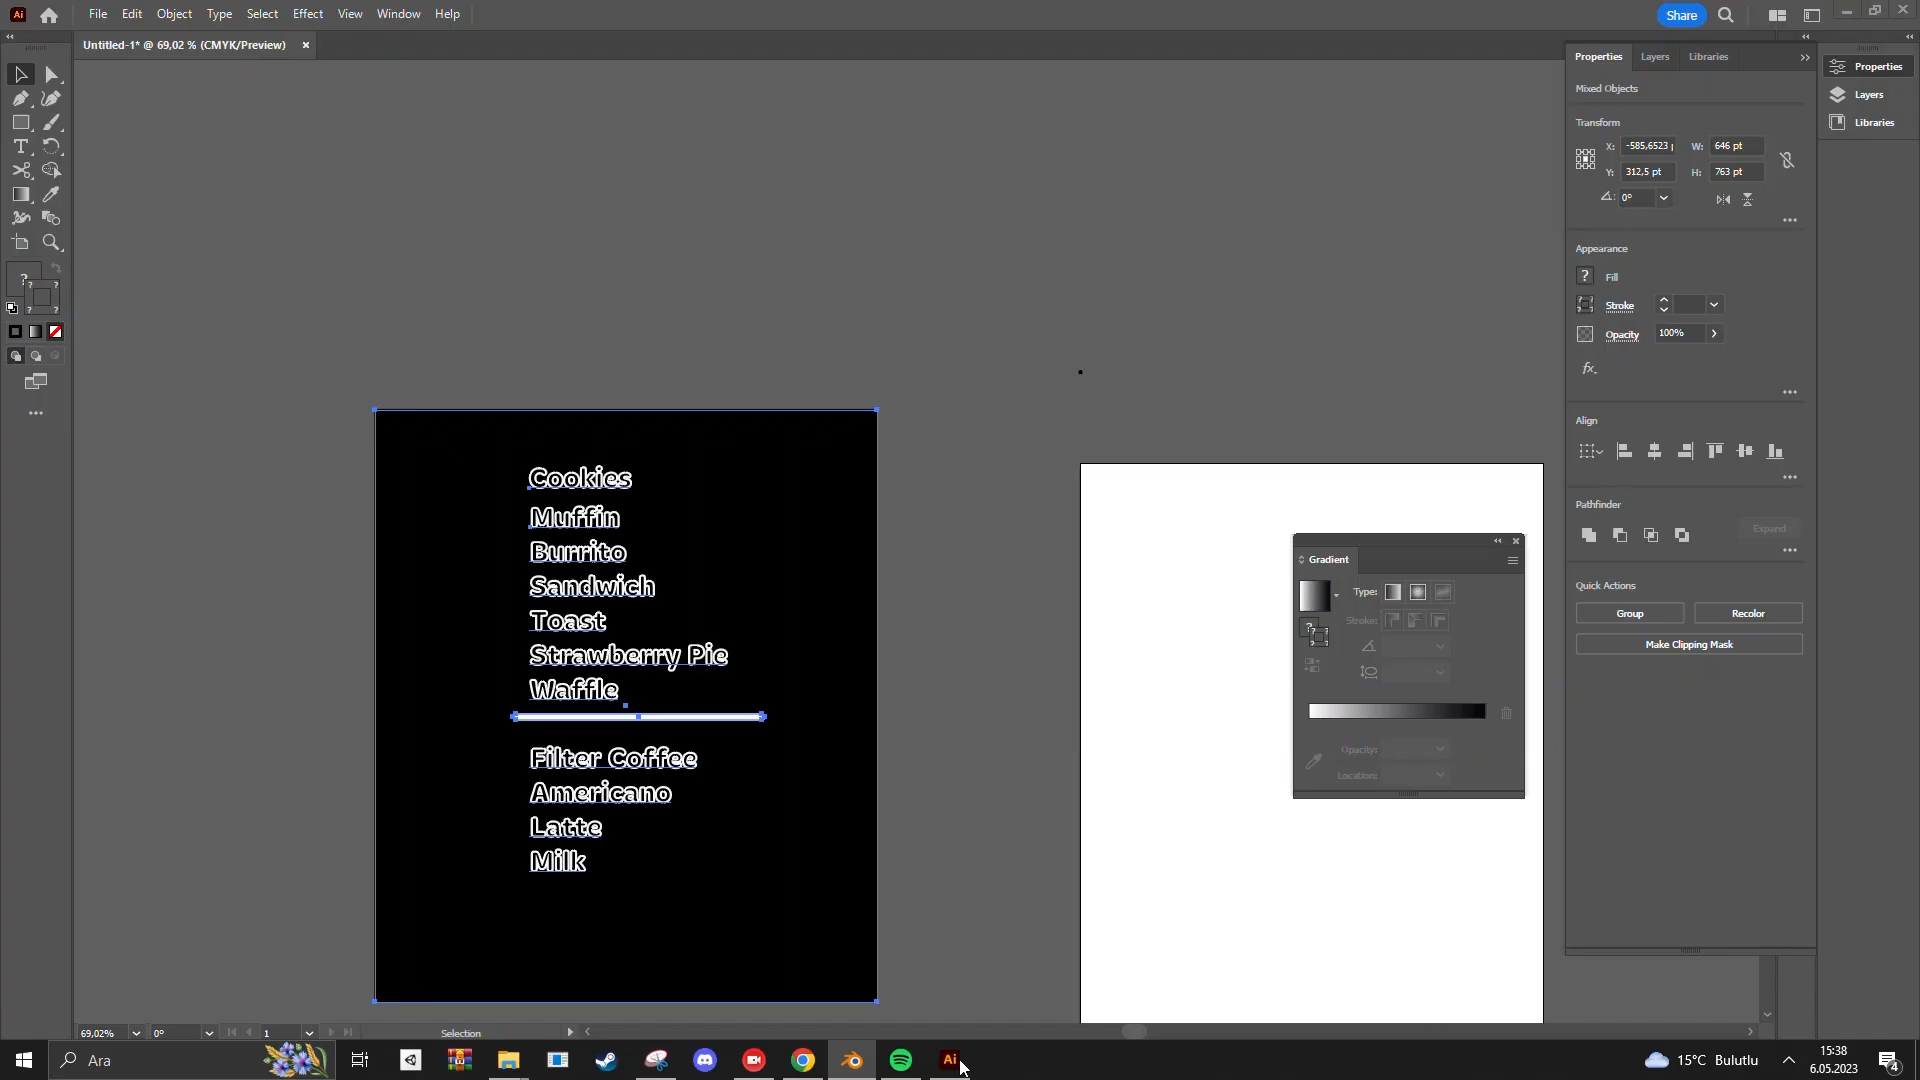 File Edit Object Type Select Effect View Window Help
Share
Untitled-1* @ 69,02 % (CMYK/Preview)
Properties Layers Libraries
Properties
Layers
Libraries
Mixed Objects
Transform
X: -585,6523 W: 646 pt
Y: 312,5 pt H: 763 pt
0°
Appearance
? Fill
Stroke
Opacity 100%
fx.
Align
Pathfinder
Expand
Quick Actions
Group Recolor
Make Clipping Mask
Cookies
Muffin
Burrito
Sandwich
Toast
Strawberry Pie
Waffle
Filter Coffee
Americano
Latte
Milk
Gradient
Type:
Stroke:
Opacity:
Location:
69,02% 0° 1 Selection
Ara
Ai
15°C Bulutlu
15:38
6.05.2023
4